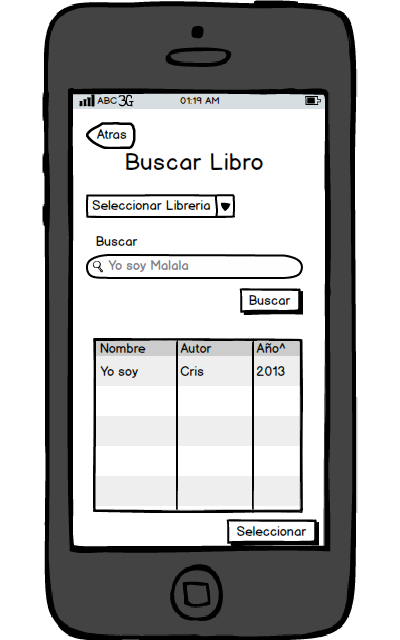 ABC 3G 01:19 AM
Atras
Buscar Libro
Seleccionar Libreria
Buscar
Yo soy Malala
Buscar
Nombre Autor Año^
Yo soy Cris 2013
Seleccionar